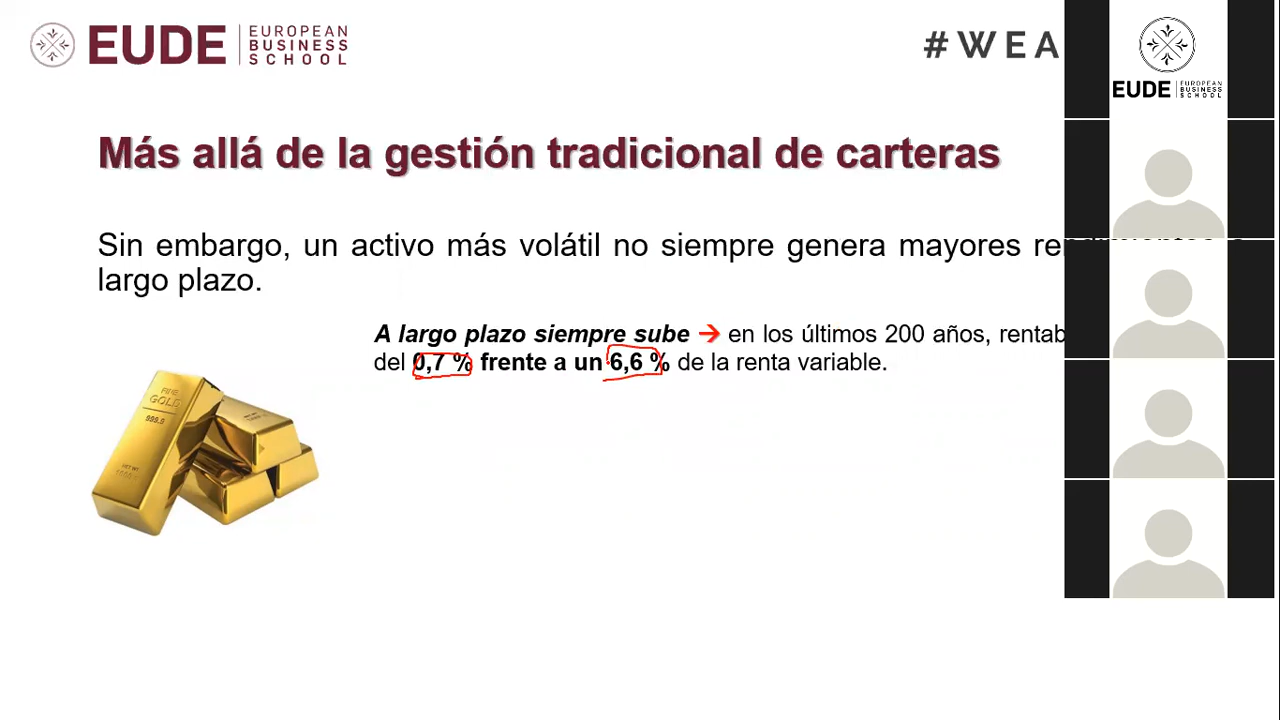 EUDE EUROPEAN BUSINESS SCHOOL
#WEA
EUDE EUROPEAN BUSINESS SCHOOL
Más allá de la gestión tradicional de carteras
Sin embargo, un activo más volátil no siempre genera mayores
largo plazo.
A largo plazo siempre sube ➔ en los últimos 200 años, rentab
del 0,7 % frente a un 6,6 % de la renta variable.
FINE
GOLD
999.9